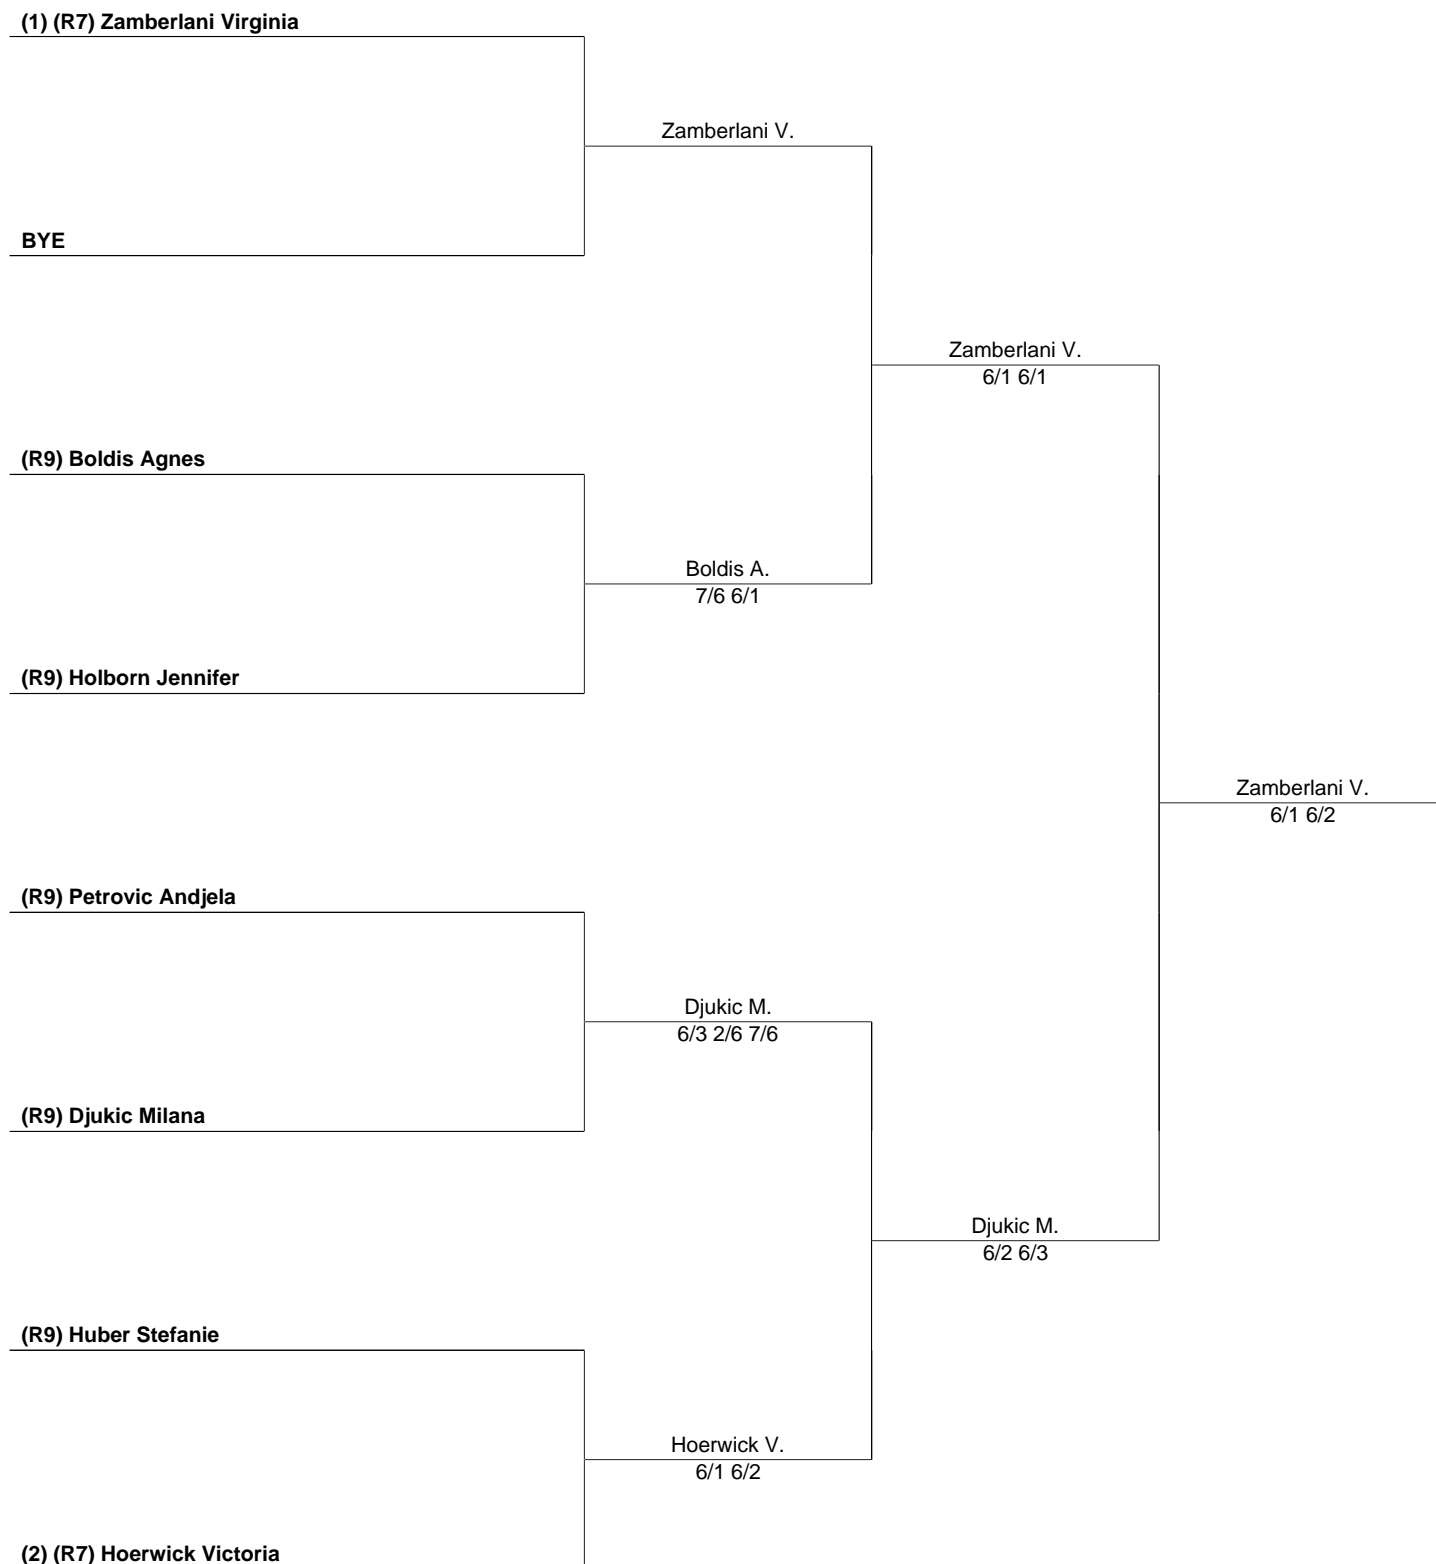 (1) (R7) Zamberlani Virginia
Zamberlani V.
BYE
Zamberlani V.
6/1 6/1
(R9) Boldis Agnes
Boldis A.
7/6 6/1
(R9) Holborn Jennifer
Zamberlani V.
6/1 6/2
(R9) Petrovic Andjela
Djukic M.
6/3 2/6 7/6
(R9) Djukic Milana
Djukic M.
6/2 6/3
(R9) Huber Stefanie
Hoerwick V.
6/1 6/2
(2) (R7) Hoerwick Victoria